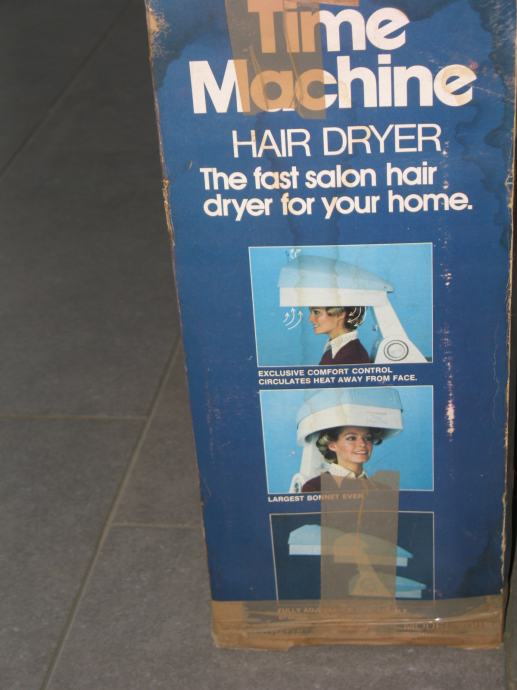 Time
Machine
HAIR DRYER
The fast salon hair
dryer for your home.
EXCLUSIVE COMFORT CONTROL
CIRCULATES HEAT AWAY FROM FACE.
LARGEST BONNET EVER
FULLY